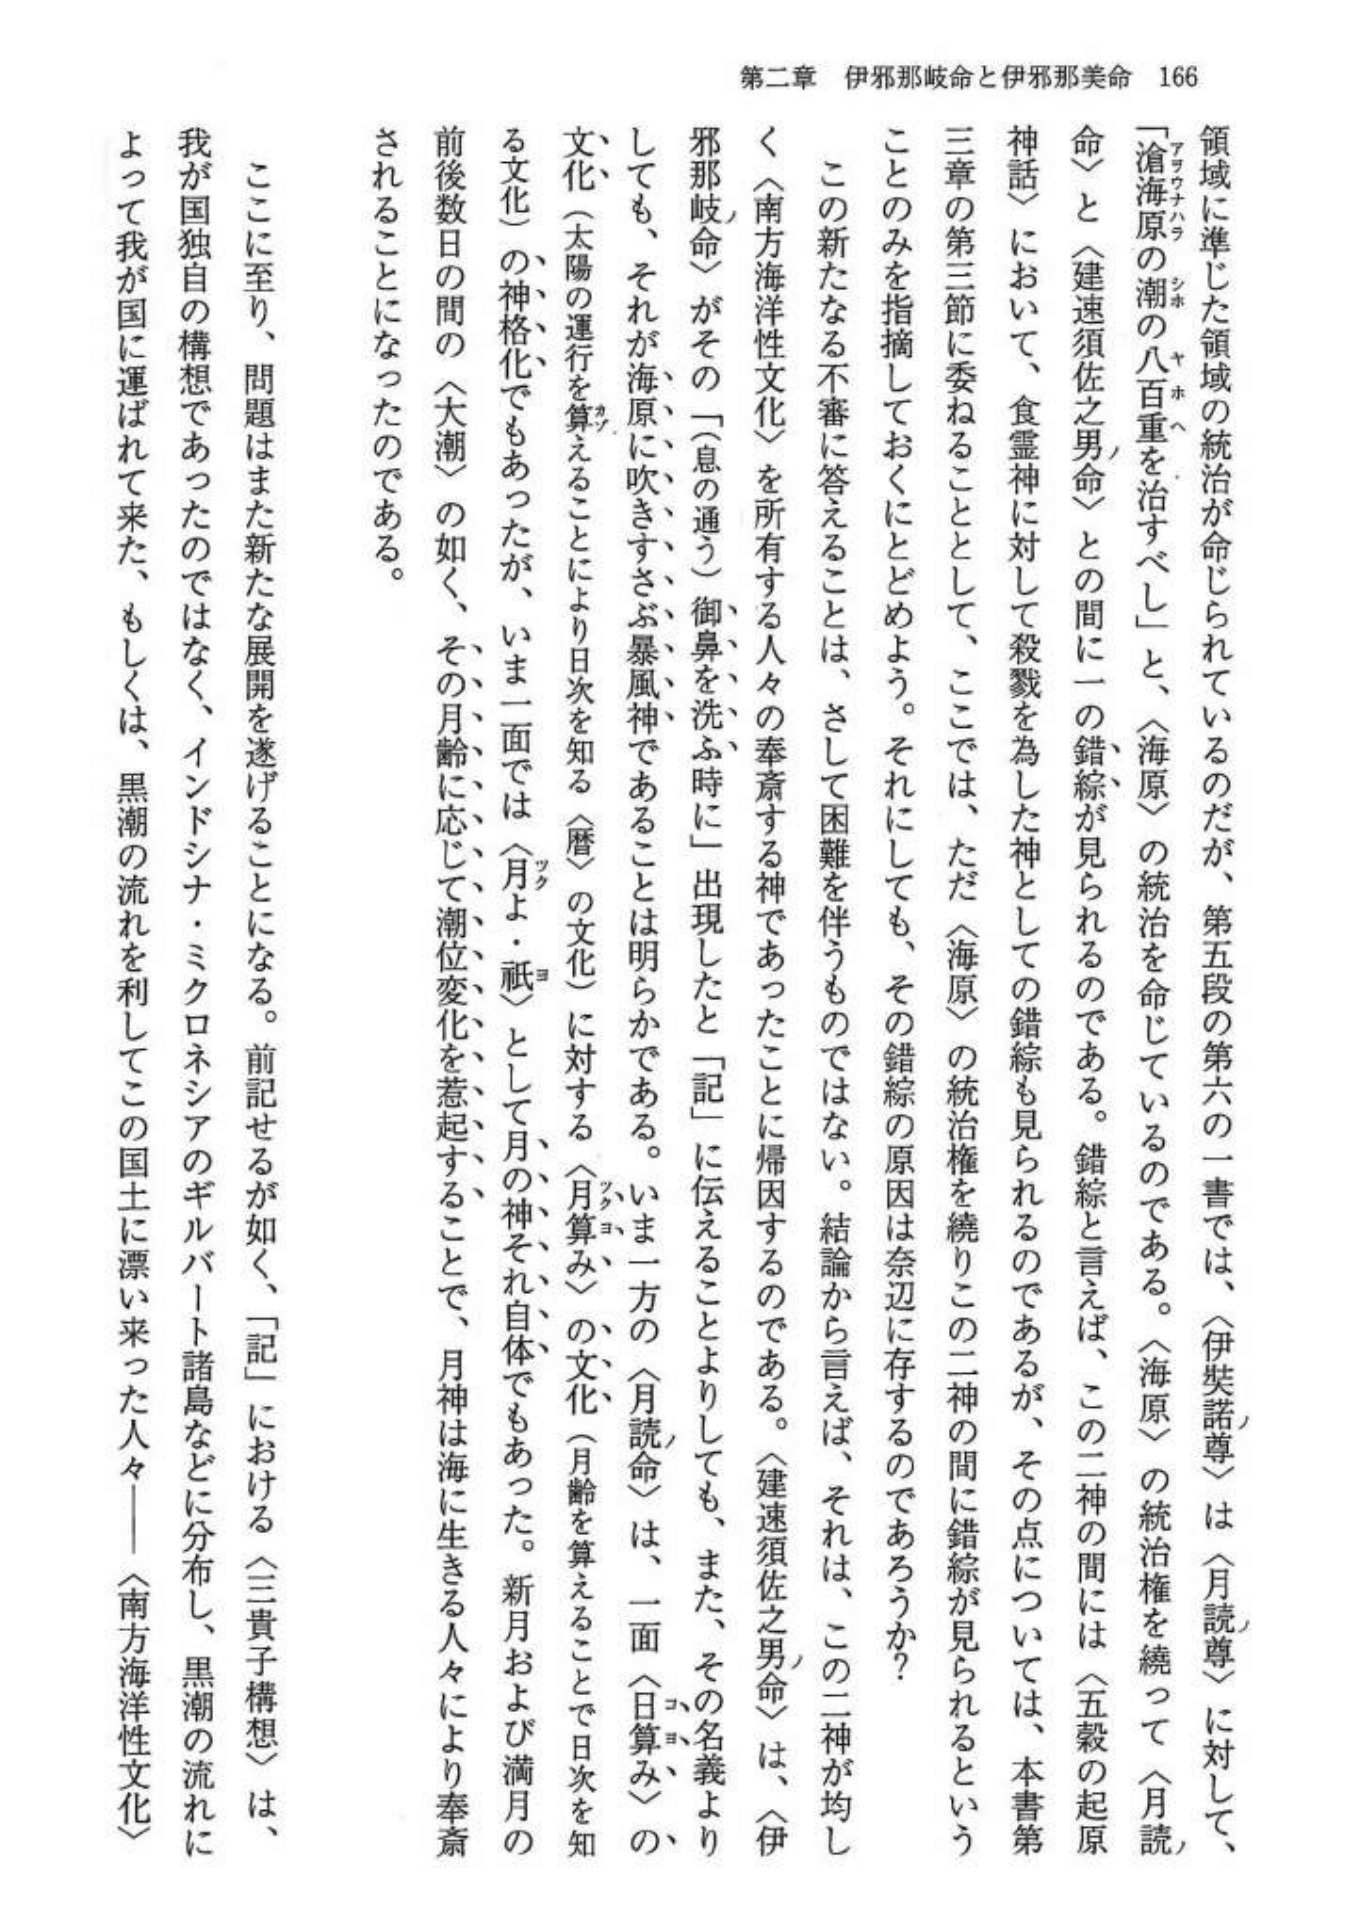 第二章　伊邪那岐命と伊邪那美命　166
領域に準じた領域の統治が命じられているのだが、第五段の第六の一書では、〈伊奘諾ノ尊〉は〈月読ノ尊〉に対して、
「滄海原アヲウナハラの潮シホの八百重ヤホヘを治すべし」と、〈海原〉の統治を命じているのである。〈海原〉の統治権を繞って〈月読ノ
命〉と〈建速須佐之男ノ命〉との間に一の錯綜が見られるのである。錯綜と言えば、この二神の間には〈五穀の起原
神話〉において、食霊神に対して殺戮を為した神としての錯綜も見られるのであるが、その点については、本書第
三章の第三節に委ねることとして、ここでは、ただ〈海原〉の統治権を繞りこの二神の間に錯綜が見られるという
ことのみを指摘しておくにとどめよう。それにしても、その錯綜の原因は奈辺に存するのであろうか?
この新たなる不審に答えることは、さして困難を伴うものではない。結論から言えば、それは、この二神が均し
く〈南方海洋性文化〉を所有する人々の奉斎する神であったことに帰因するのである。〈建速須佐之男ノ命〉は、〈伊
邪那岐ノ命〉がその「（息の通う）御鼻を洗ふ時に」出現したと「記」に伝えることよりしても、また、その名義より
しても、それが海原に吹きすさぶ暴風神であることは明らかである。いま一方の〈月読ノ命〉は、一面〈日算コヨみ〉の
文化（太陽の運行を算カゾえることにより日次を知る〈暦〉の文化）に対する〈月算ツクヨみ〉の文化（月齢を算えることで日次を知
る文化）の神格化でもあったが、いま一面では〈月ツクよ・祇ヨ〉として月の神それ自体でもあった。新月および満月の
前後数日の間の〈大潮〉の如く、その月齢に応じて潮位変化を惹起することで、月神は海に生きる人々により奉斎
されることになったのである。
ここに至り、問題はまた新たな展開を遂げることになる。前記せるが如く、「記」における〈三貴子構想〉は、
我が国独自の構想であったのではなく、インドシナ・ミクロネシアのギルバート諸島などに分布し、黒潮の流れに
よって我が国に運ばれて来た、もしくは、黒潮の流れを利してこの国土に漂い来った人々――〈南方海洋性文化〉